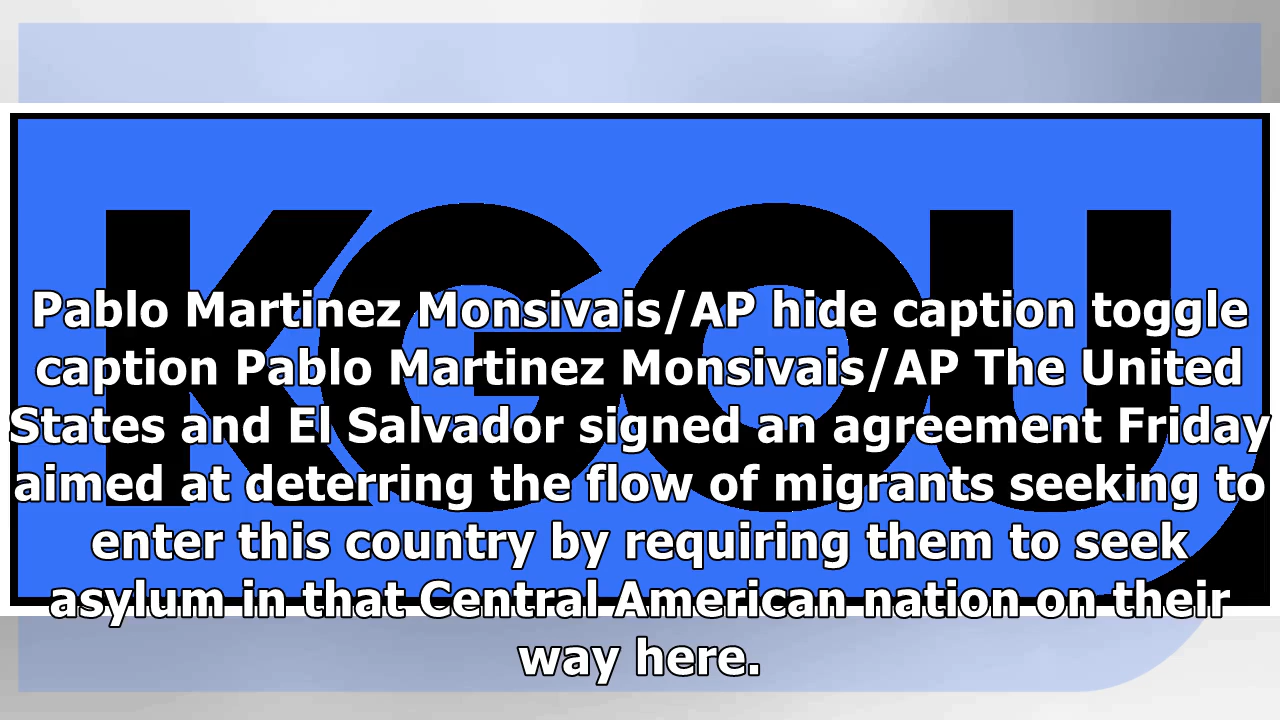 KGOU
Pablo Martinez Monsivais/AP hide caption toggle
caption Pablo Martinez Monsivais/AP The United
States and El Salvador signed an agreement Friday
aimed at deterring the flow of migrants seeking to
enter this country by requiring them to seek
asylum in that Central American nation on their
way here.